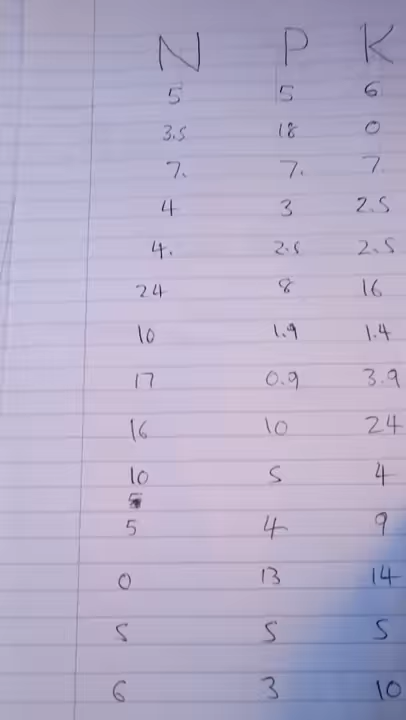 N P K
5 5 6
3.5 18 0
7. 7. 7
4 3 2.5
4. 2.5 2.5
24 8 16
10 1.9 1.4
17 0.9 3.9
16 10 24
10 5 4
5 4 9
0 13 14
5 5 5
6 3 10